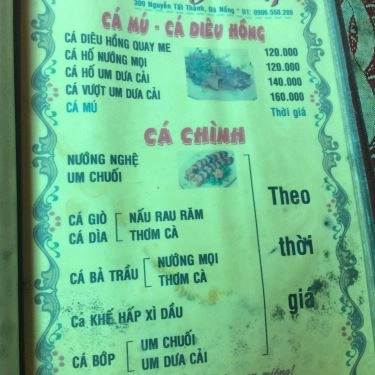 300 Nguyễn Tất Thành, Đà Nẵng * ĐT: 0906.550.289
CÁ MÚ - CÁ DIÊU HỒNG
CÁ DIÊU HỒNG QUAY ME 120.000
CÁ HỐ NƯỚNG MỌI 120.000
CÁ HỐ UM DƯA CẢI 140.000
CÁ VƯỢT UM DƯA CẢI 160.000
CÁ MÚ Thời giá
CÁ CHÌNH
NƯỚNG NGHỆ
UM CHUỐI
CÁ GIÒ NẤU RAU RĂM
CÁ DÌA THƠM CÀ
CÁ BẢ TRẦU NƯỚNG MỌI
THƠM CÀ
Cá KHẾ HẤP XÌ DẦU
CÁ BỚP UM CHUỐI
UM DƯA CẢI
Theo
thời
giá
miệng!